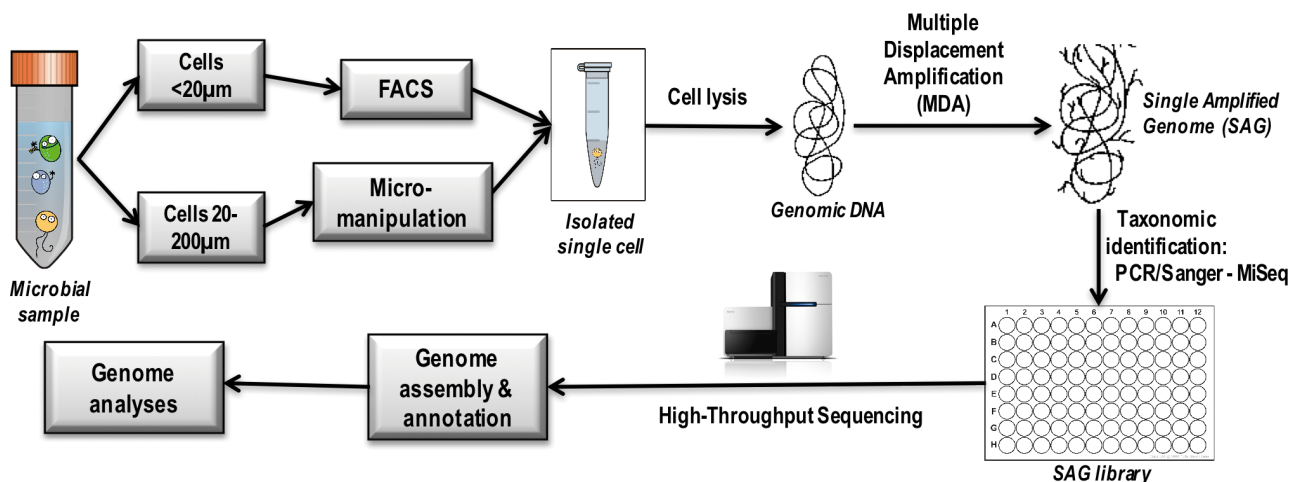 Cells
<20µm
FACS
Cells 20-
200µm
Micro-
manipulation
Microbial
sample
Isolated
single cell
Cell lysis
Genomic DNA
Multiple
Displacement
Amplification
(MDA)
Single Amplified
Genome (SAG)
Taxonomic
identification:
PCR/Sanger - MiSeq
1 2 3 4 5 6 7 8 9 10 11 12
A
B
C
D
E
F
G
H
SAG library
High-Throughput Sequencing
Genome
assembly &
annotation
Genome
analyses